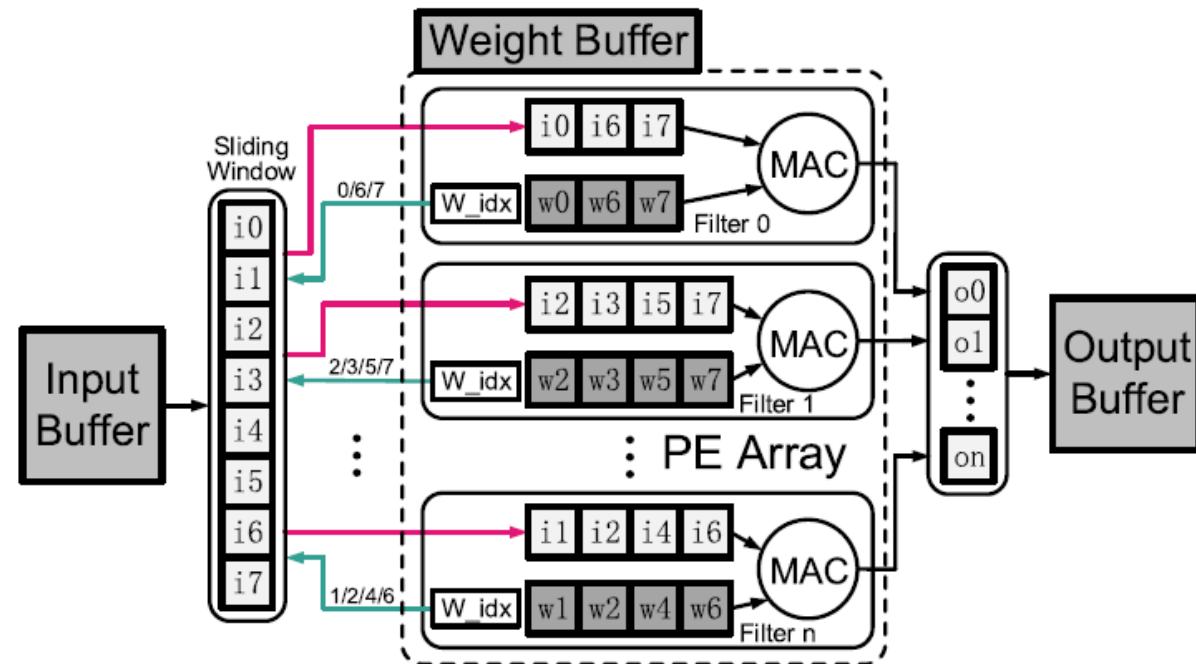 Weight Buffer
Sliding
Window
i0 i6 i7
MAC
0/6/7
W_idx
w0 w6 w7
Filter 0
i0
i1
i2
i3
i4
i5
i6
i7
Input
Buffer
i2 i3 i5 i7
MAC
2/3/5/7
W_idx
w2 w3 w5 w7
Filter 1
PE Array
i1 i2 i4 i6
MAC
1/2/4/6
W_idx
w1 w2 w4 w6
Filter n
o0
o1
on
Output
Buffer